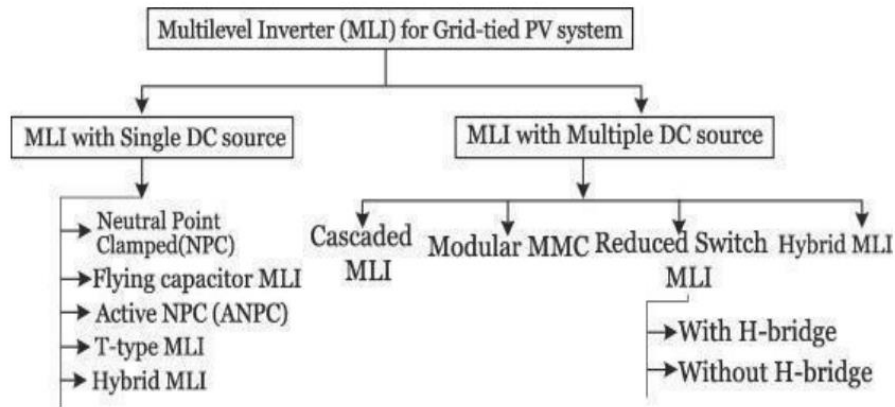 Multilevel Inverter (MLI) for Grid-tied PV system
MLI with Single DC source
MLI with Multiple DC source
Neutral Point
Clamped(NPC)
Flying capacitor MLI
Active NPC (ANPC)
T-type MLI
Hybrid MLI
Cascaded
MLI
Modular MMC
Reduced Switch
MLI
Hybrid MLI
With H-bridge
Without H-bridge